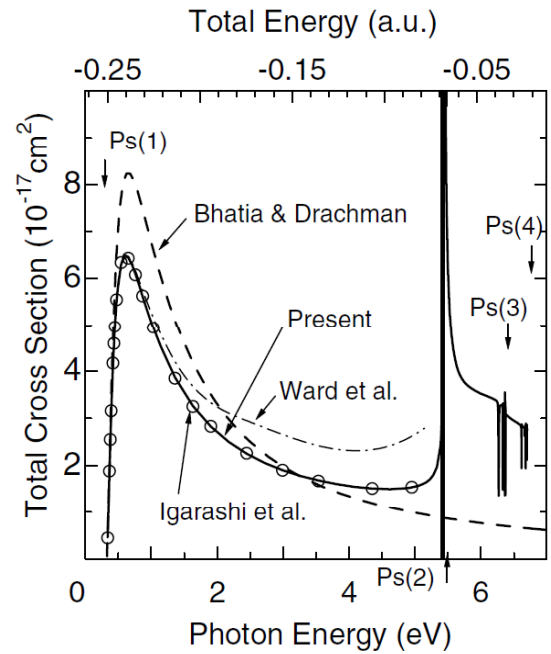 Total Energy (a.u.)
-0.25 -0.15 -0.05
Ps(1)
8
Bhatia & Drachman
Ps(4)
6
Ps(3)
Present
4
Ward et al.
2
Igarashi et al.
Ps(2)
0 2 4 6
Photon Energy (eV)
Total Cross Section (10⁻¹⁷cm²)